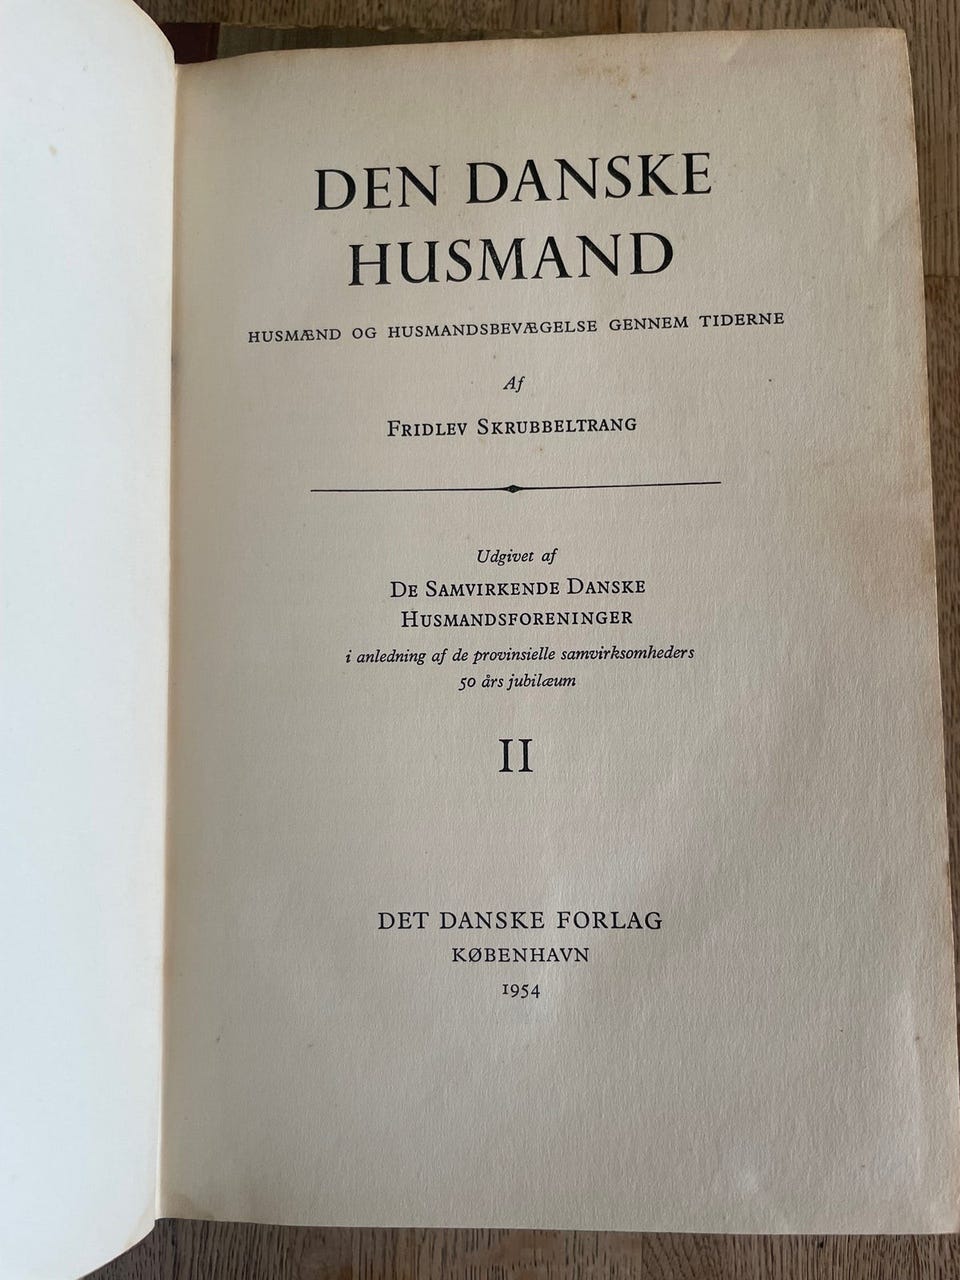 DEN DANSKE
HUSMAND
HUSMÆND OG HUSMANDSBEVÆGELSE GENNEM TIDERNE
Af
FRIDLEV SKRUBBELTRANG
Udgivet af
DE SAMVIRKENDE DANSKE
HUSMANDSFORENINGER
i anledning af de provinsielle samvirksomheders
50 års jubilæum
II
DET DANSKE FORLAG
KØBENHAVN
1954